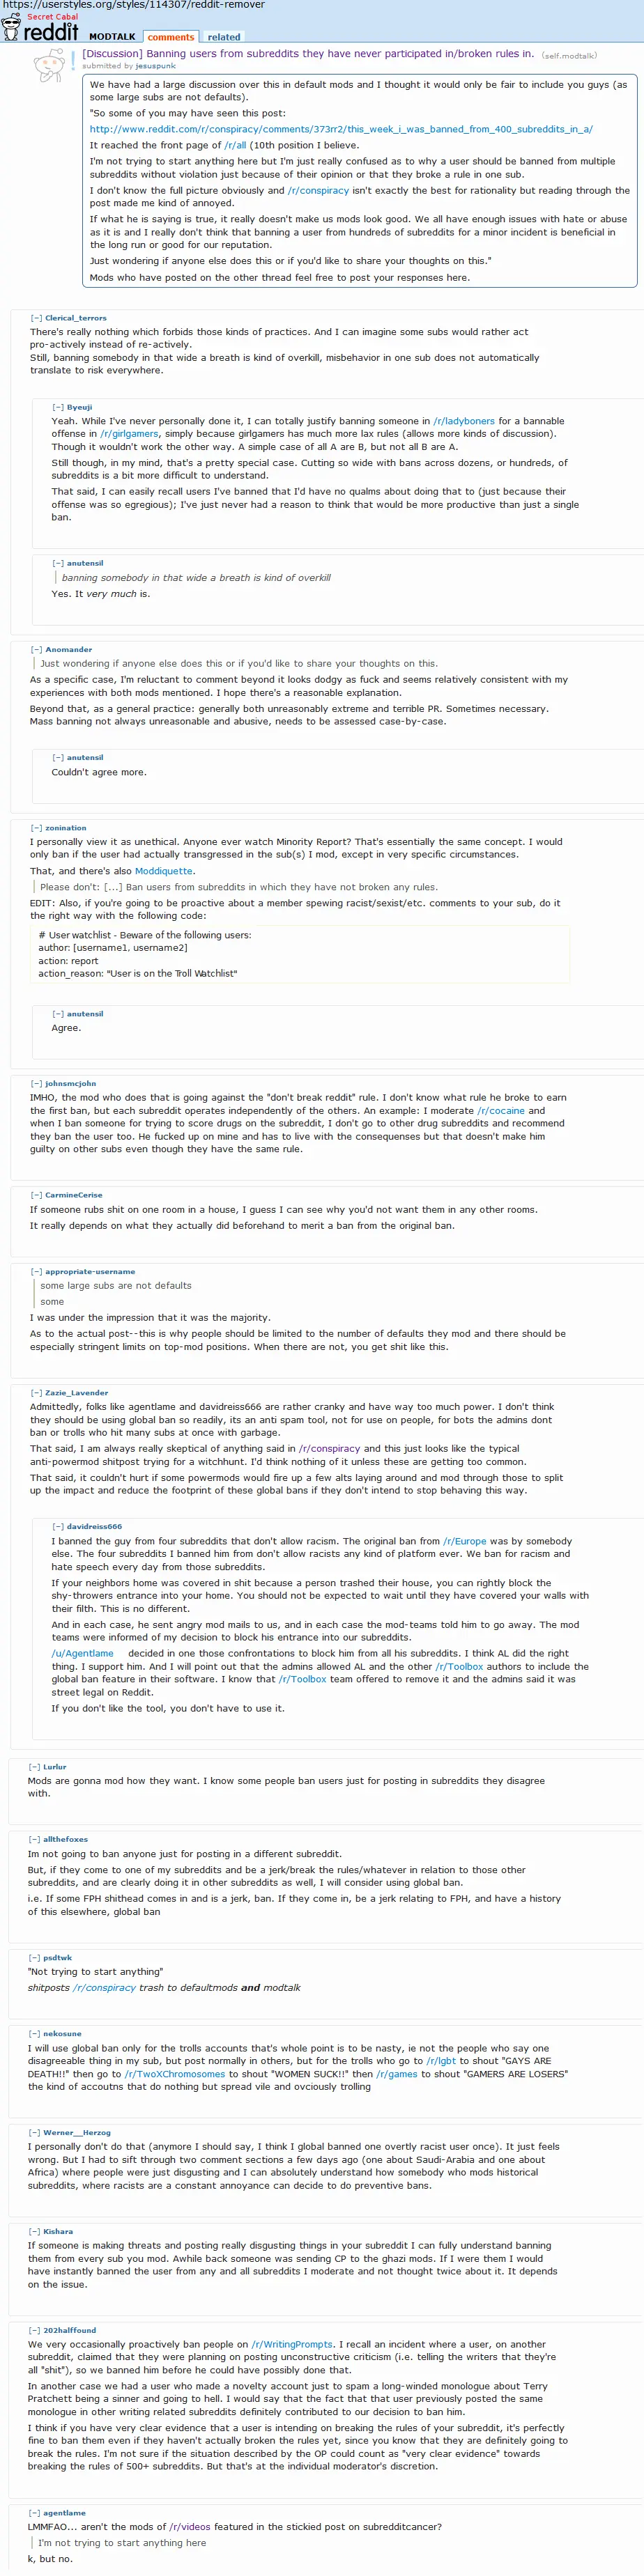 https://userstyles.org/styles/114307/reddit-remover
Secret Cabal
reddit MODTALK comments related
[Discussion] Banning users from subreddits they have never participated in/broken rules in. (self.modtalk)
submitted by jesuspunk
We have had a large discussion over this in default mods and I thought it would only be fair to include you guys (as
some large subs are not defaults).
"So some of you may have seen this post:
http://www.reddit.com/r/conspiracy/comments/373rr2/this_week_i_was_banned_from_400_subreddits_in_a/
It reached the front page of /r/all (10th position I believe.
I'm not trying to start anything here but I'm just really confused as to why a user should be banned from multiple
subreddits without violation just because of their opinion or that they broke a rule in one sub.
I don't know the full picture obviously and /r/conspiracy isn't exactly the best for rationality but reading through the
post made me kind of annoyed.
If what he is saying is true, it really doesn't make us mods look good. We all have enough issues with hate or abuse
as it is and I really don't think that banning a user from hundreds of subreddits for a minor incident is beneficial in
the long run or good for our reputation.
Just wondering if anyone else does this or if you'd like to share your thoughts on this."
Mods who have posted on the other thread feel free to post your responses here.
[−] Clerical_terrors
There's really nothing which forbids those kinds of practices. And I can imagine some subs would rather act
pro-actively instead of re-actively.
Still, banning somebody in that wide a breath is kind of overkill, misbehavior in one sub does not automatically
translate to risk everywhere.
[−] Byeuji
Yeah. While I've never personally done it, I can totally justify banning someone in /r/ladyboners for a bannable
offense in /r/girlgamers, simply because girlgamers has much more lax rules (allows more kinds of discussion).
Though it wouldn't work the other way. A simple case of all A are B, but not all B are A.
Still though, in my mind, that's a pretty special case. Cutting so wide with bans across dozens, or hundreds, of
subreddits is a bit more difficult to understand.
That said, I can easily recall users I've banned that I'd have no qualms about doing that to (just because their
offense was so egregious); I've just never had a reason to think that would be more productive than just a single
ban.
[−] anutensil
banning somebody in that wide a breath is kind of overkill
Yes. It very much is.
[−] Anomander
Just wondering if anyone else does this or if you'd like to share your thoughts on this.
As a specific case, I'm reluctant to comment beyond it looks dodgy as fuck and seems relatively consistent with my
experiences with both mods mentioned. I hope there's a reasonable explanation.
Beyond that, as a general practice: generally both unreasonably extreme and terrible PR. Sometimes necessary.
Mass banning not always unreasonable and abusive, needs to be assessed case-by-case.
[−] anutensil
Couldn't agree more.
[−] zonination
I personally view it as unethical. Anyone ever watch Minority Report? That's essentially the same concept. I would
only ban if the user had actually transgressed in the sub(s) I mod, except in very specific circumstances.
That, and there's also Moddiquette.
Please don't: [...] Ban users from subreddits in which they have not broken any rules.
EDIT: Also, if you're going to be proactive about a member spewing racist/sexist/etc. comments to your sub, do it
the right way with the following code:
# User watchlist - Beware of the following users:
author: [username1, username2]
action: report
action_reason: "User is on the Troll Watchlist"
[−] anutensil
Agree.
[−] johnsmcjohn
IMHO, the mod who does that is going against the "don't break reddit" rule. I don't know what rule he broke to earn
the first ban, but each subreddit operates independently of the others. An example: I moderate /r/cocaine and
when I ban someone for trying to score drugs on the subreddit, I don't go to other drug subreddits and recommend
they ban the user too. He fucked up on mine and has to live with the consequences but that doesn't make him
guilty on other subs even though they have the same rule.
[−] CarmineCerise
If someone rubs shit on one room in a house, I guess I can see why you'd not want them in any other rooms.
It really depends on what they actually did beforehand to merit a ban from the original ban.
[−] appropriate-username
some large subs are not defaults
some
I was under the impression that it was the majority.
As to the actual post--this is why people should be limited to the number of defaults they mod and there should be
especially stringent limits on top-mod positions. When there are not, you get shit like this.
[−] Zazie_Lavender
Admittedly, folks like agentlame and davidreiss666 are rather cranky and have way too much power. I don't think
they should be using global ban so readily, its an anti spam tool, not for use on people, for bots the admins dont
ban or trolls who hit many subs at once with garbage.
That said, I am always really skeptical of anything said in /r/conspiracy and this just looks like the typical
anti-powermod shitpost trying for a witchhunt. I'd think nothing of it unless these are getting too common.
That said, it couldn't hurt if some powermods would fire up a few alts laying around and mod through those to split
up the impact and reduce the footprint of these global bans if they don't intend to stop behaving this way.
[−] davidreiss666
I banned the guy from four subreddits that don't allow racism. The original ban from /r/Europe was by somebody
else. The four subreddits I banned him from don't allow racists any kind of platform ever. We ban for racism and
hate speech every day from those subreddits.
If your neighbors home was covered in shit because a person trashed their house, you can rightly block the
shy-throwers entrance into your home. You should not be expected to wait until they have covered your walls with
their filth. This is no different.
And in each case, he sent angry mod mails to us, and in each case the mod-teams told him to go away. The mod
teams were informed of my decision to block his entrance into our subreddits.
/u/Agentlame decided in one those confrontations to block him from all his subreddits. I think AL did the right
thing. I support him. And I will point out that the admins allowed AL and the other /r/Toolbox authors to include the
global ban feature in their software. I know that /r/Toolbox team offered to remove it and the admins said it was
street legal on Reddit.
If you don't like the tool, you don't have to use it.
[−] Lurlur
Mods are gonna mod how they want. I know some people ban users just for posting in subreddits they disagree
with.
[−] allthefoxes
Im not going to ban anyone just for posting in a different subreddit.
But, if they come to one of my subreddits and be a jerk/break the rules/whatever in relation to those other
subreddits, and are clearly doing it in other subreddits as well, I will consider using global ban.
i.e. If some FPH shithead comes in and is a jerk, ban. If they come in, be a jerk relating to FPH, and have a history
of this elsewhere, global ban
[−] psdtwk
"Not trying to start anything"
shitposts /r/conspiracy trash to defaultmods and modtalk
[−] nekosune
I will use global ban only for the trolls accounts that's whole point is to be nasty, ie not the people who say one
disagreeable thing in my sub, but post normally in others, but for the trolls who go to /r/lgbt to shout "GAYS ARE
DEATH!!" then go to /r/TwoXChromosomes to shout "WOMEN SUCK!!" then /r/games to shout "GAMERS ARE LOSERS"
the kind of accoutns that do nothing but spread vile and ovciously trolling
[−] Werner__Herzog
I personally don't do that (anymore I should say, I think I global banned one overtly racist user once). It just feels
wrong. But I had to sift through two comment sections a few days ago (one about Saudi-Arabia and one about
Africa) where people were just disgusting and I can absolutely understand how somebody who mods historical
subreddits, where racists are a constant annoyance can decide to do preventive bans.
[−] Kishara
If someone is making threats and posting really disgusting things in your subreddit I can fully understand banning
them from every sub you mod. Awhile back someone was sending CP to the ghazi mods. If I were them I would
have instantly banned the user from any and all subreddits I moderate and not thought twice about it. It depends
on the issue.
[−] 202halffound
We very occasionally proactively ban people on /r/WritingPrompts. I recall an incident where a user, on another
subreddit, claimed that they were planning on posting unconstructive criticism (i.e. telling the writers that they're
all "shit"), so we banned him before he could have possibly done that.
In another case we had a user who made a novelty account just to spam a long-winded monologue about Terry
Pratchett being a sinner and going to hell. I would say that the fact that that user previously posted the same
monologue in other writing related subreddits definitely contributed to our decision to ban him.
I think if you have very clear evidence that a user is intending on breaking the rules of your subreddit, it's perfectly
fine to ban them even if they haven't actually broken the rules yet, since you know that they are definitely going to
break the rules. I'm not sure if the situation described by the OP could count as "very clear evidence" towards
breaking the rules of 500+ subreddits. But that's at the individual moderator's discretion.
[−] agentlame
LMMFAO... aren't the mods of /r/videos featured in the stickied post on subredditcancer?
I'm not trying to start anything here
k, but no.